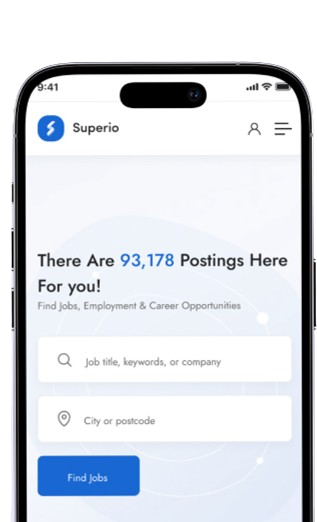 9:41
Superio
There Are 93,178 Postings Here
For you!
Find Jobs, Employment & Career Opportunities
Job title, keywords, or company
City or postcode
Find Jobs